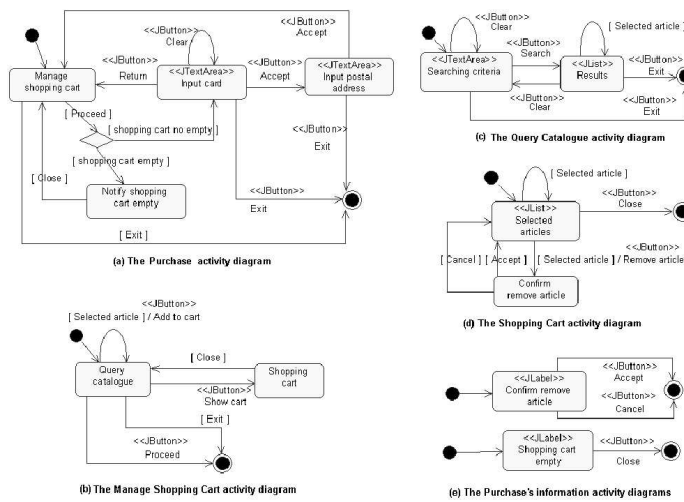 <<JButton>>
Clear
<<JButton>>
Accept
Manage
shopping cart
<<JButton>>
Return
<<JTextArea>>
Input card
<<JButton>>
Accept
<<JTextArea>>
Input postal
address
[ Proceed ]
[ shopping cart no empty ]
[ shopping cart empty ]
[ Close ]
Notify shopping
cart empty
<<JButton>>
Exit
<<JButton>>
Exit
[ Exit ]
(a) The Purchase activity diagram
<<JButton>>
[ Selected article ] / Add to cart
Query
catalogue
[ Close ]
Shopping
cart
<<JButton>>
Show cart
[ Exit ]
<<JButton>>
Proceed
(b) The Manage Shopping Cart activity diagram
<<JButton>>
Clear
[ Selected article ]
<<JTextArea>>
Searching criteria
<<JButton>>
Search
<<JList>>
Results
<<JButton>>
Exit
<<JButton>>
Clear
<<JButton>>
Exit
(c) The Query Catalogue activity diagram
[ Selected article ]
<<JList>>
Selected
articles
<<JButton>>
Close
[ Cancel ] [ Accept ]
<<JButton>>
[ Selected article ] / Remove article
Confirm
remove article
(d) The Shopping Cart activity diagram
<<JLabel>>
Confirm remove
article
<<JButton>>
Accept
<<JButton>>
Cancel
<<JLabel>>
Shopping cart
empty
<<JButton>>
Close
(e) The Purchase's information activity diagrams